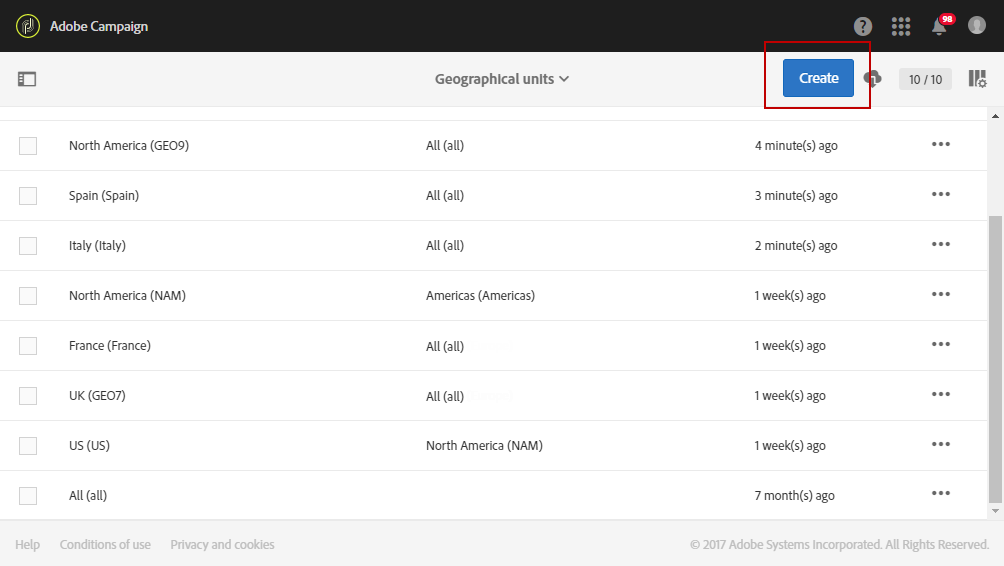 Adobe Campaign
? 98
Geographical units Create 10 / 10
North America (GEO9) All (all) 4 minute(s) ago
Spain (Spain) All (all) 3 minute(s) ago
Italy (Italy) All (all) 2 minute(s) ago
North America (NAM) Americas (Americas) 1 week(s) ago
France (France) All (all) 1 week(s) ago
UK (GEO7) All (all) 1 week(s) ago
US (US) North America (NAM) 1 week(s) ago
All (all) 7 month(s) ago
Help Conditions of use Privacy and cookies © 2017 Adobe Systems Incorporated. All Rights Reserved.